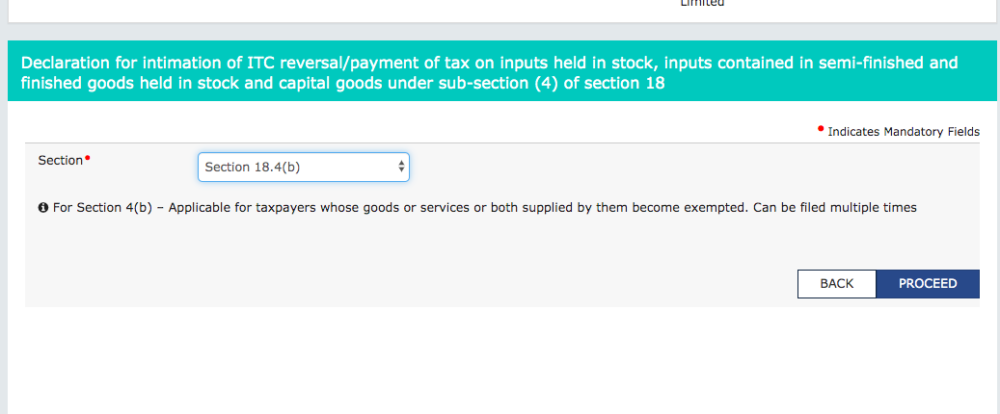 Limited
Declaration for intimation of ITC reversal/payment of tax on inputs held in stock, inputs contained in semi-finished and
finished goods held in stock and capital goods under sub-section (4) of section 18
• Indicates Mandatory Fields
Section•
Section 18.4(b)
For Section 4(b) – Applicable for taxpayers whose goods or services or both supplied by them become exempted. Can be filed multiple times
BACK
PROCEED